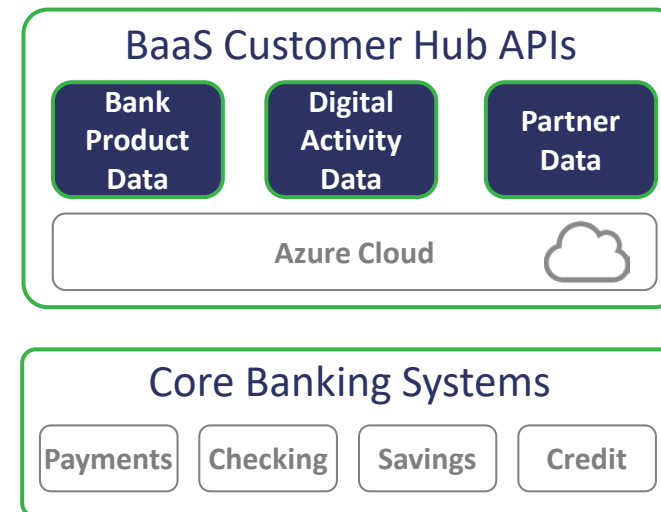 BaaS Customer Hub APIs
Bank
Product
Data
Digital
Activity
Data
Partner
Data
Azure Cloud
Core Banking Systems
Payments
Checking
Savings
Credit